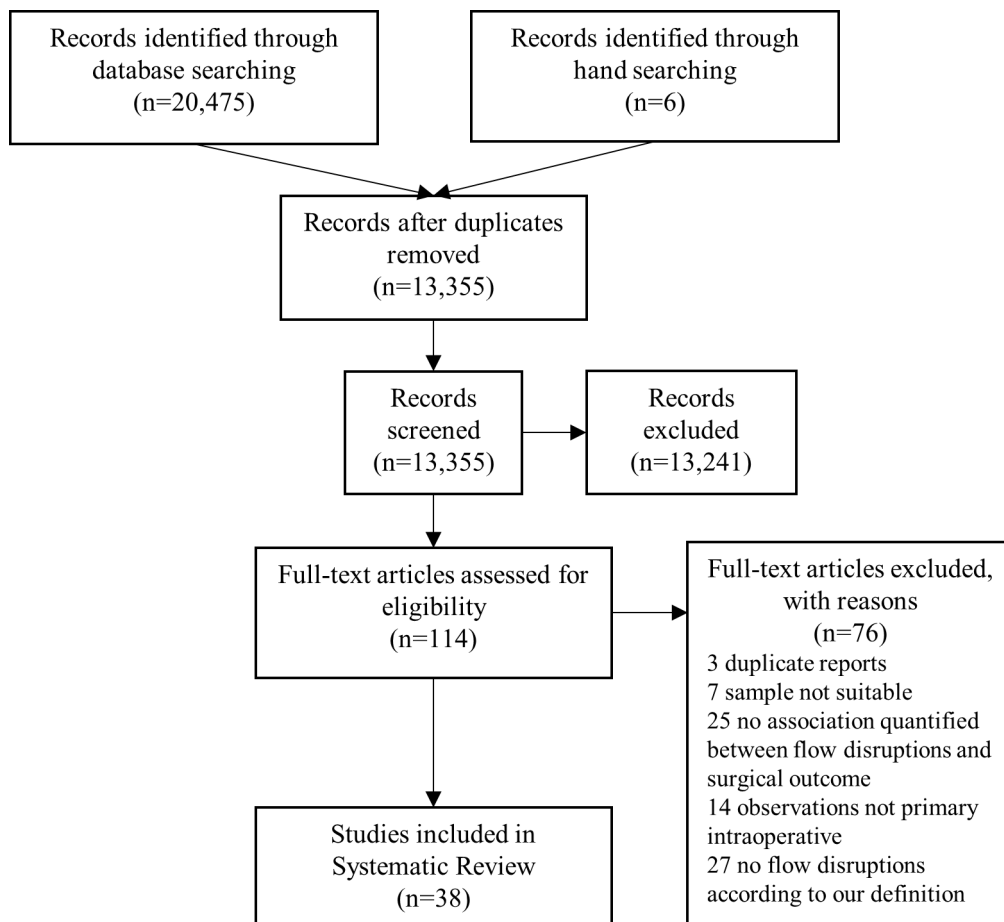 Records identified through
database searching
(n=20,475)
Records identified through
hand searching
(n=6)
Records after duplicates
removed
(n=13,355)
Records
screened
(n=13,355)
Records
excluded
(n=13,241)
Full-text articles assessed for
eligibility
(n=114)
Full-text articles excluded,
with reasons
(n=76)
3 duplicate reports
7 sample not suitable
25 no association quantified
between flow disruptions and
surgical outcome
14 observations not primary
intraoperative
27 no flow disruptions
according to our definition
Studies included in
Systematic Review
(n=38)